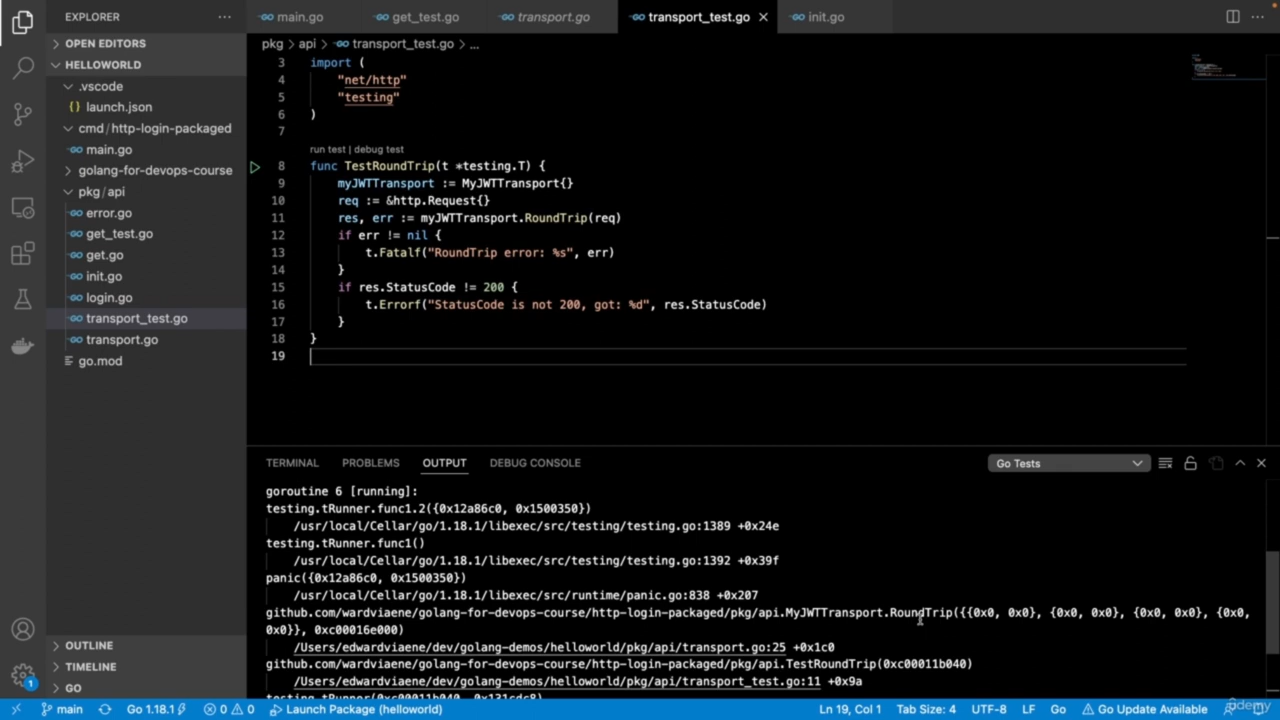 EXPLORER
OPEN EDITORS
HELLOWORLD
.vscode
{} launch.json
cmd / http-login-packaged
main.go
golang-for-devops-course
pkg / api
error.go
get_test.go
get.go
init.go
login.go
transport_test.go
transport.go
go.mod
OUTLINE
TIMELINE
GO
main.go
get_test.go
transport.go
transport_test.go
init.go
pkg > api > transport_test.go > ...
3 import (
4 "net/http"
5 "testing"
6 )
7
run test | debug test
8 func TestRoundTrip(t *testing.T) {
9 myJWTTransport := MyJWTTransport{}
10 req := &http.Request{}
11 res, err := myJWTTransport.RoundTrip(req)
12 if err != nil {
13 t.Fatalf("RoundTrip error: %s", err)
14 }
15 if res.StatusCode != 200 {
16 t.Errorf("StatusCode is not 200, got: %d", res.StatusCode)
17 }
18 }
19
TERMINAL PROBLEMS OUTPUT DEBUG CONSOLE
Go Tests
goroutine 6 [running]:
testing.tRunner.func1.2({0x12a86c0, 0x1500350})
/usr/local/Cellar/go/1.18.1/libexec/src/testing/testing.go:1389 +0x24e
testing.tRunner.func1()
/usr/local/Cellar/go/1.18.1/libexec/src/testing/testing.go:1392 +0x39f
panic({0x12a86c0, 0x1500350})
/usr/local/Cellar/go/1.18.1/libexec/src/runtime/panic.go:838 +0x207
github.com/wardviaene/golang-for-devops-course/http-login-packaged/pkg/api.MyJWTTransport.RoundTrip({{0x0, 0x0}, {0x0, 0x0}, {0x0, 0x0}, {0x0,
0x0}}, 0xc00016e000)
/Users/edwardviaene/dev/golang-demos/helloworld/pkg/api/transport.go:25 +0x1c0
github.com/wardviaene/golang-for-devops-course/http-login-packaged/pkg/api.TestRoundTrip(0xc00011b040)
/Users/edwardviaene/dev/golang-demos/helloworld/pkg/api/transport_test.go:11 +0x9a
testing.tRunner(0xc00011b040, 0x131cdc8)
1
main
Go 1.18.1
0 0
Launch Package (helloworld)
Ln 19, Col 1
Tab Size: 4
UTF-8
LF
Go
Go Update Available
udemy